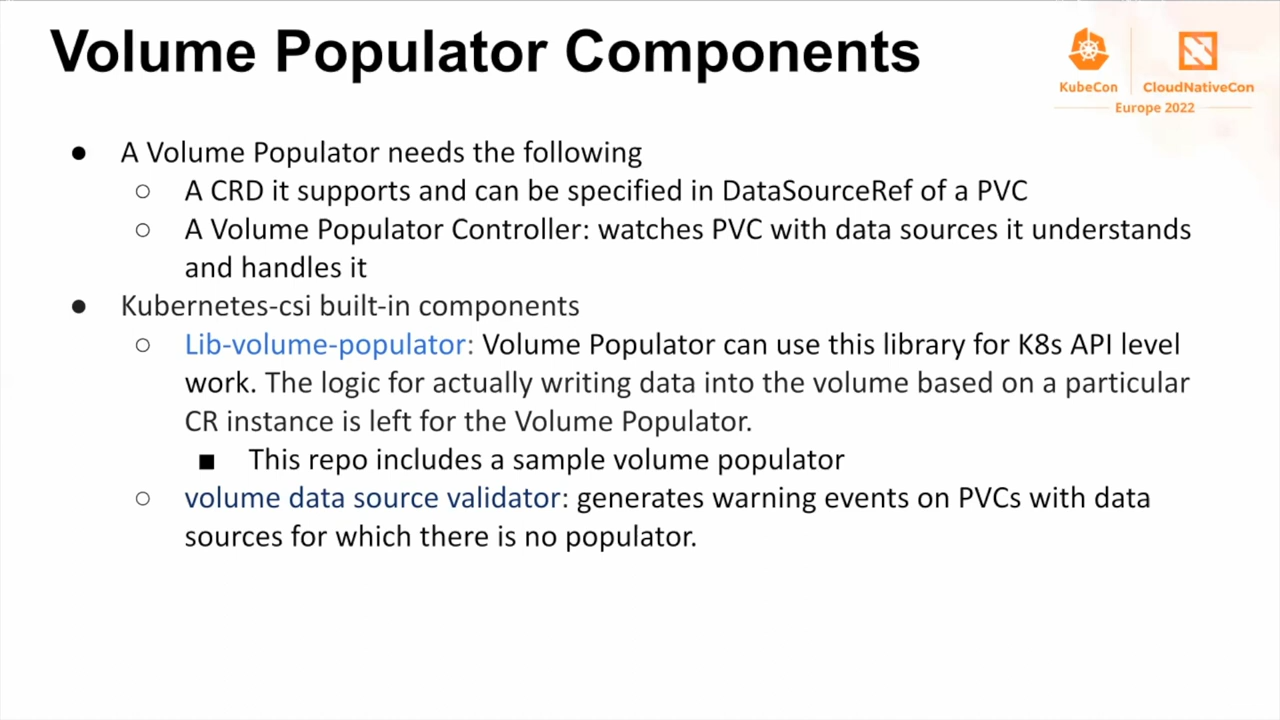 Volume Populator Components
KubeCon
CloudNativeCon
Europe 2022
● A Volume Populator needs the following
○ A CRD it supports and can be specified in DataSourceRef of a PVC
○ A Volume Populator Controller: watches PVC with data sources it understands
and handles it
● Kubernetes-csi built-in components
○ Lib-volume-populator: Volume Populator can use this library for K8s API level
work. The logic for actually writing data into the volume based on a particular
CR instance is left for the Volume Populator.
■ This repo includes a sample volume populator
○ volume data source validator: generates warning events on PVCs with data
sources for which there is no populator.